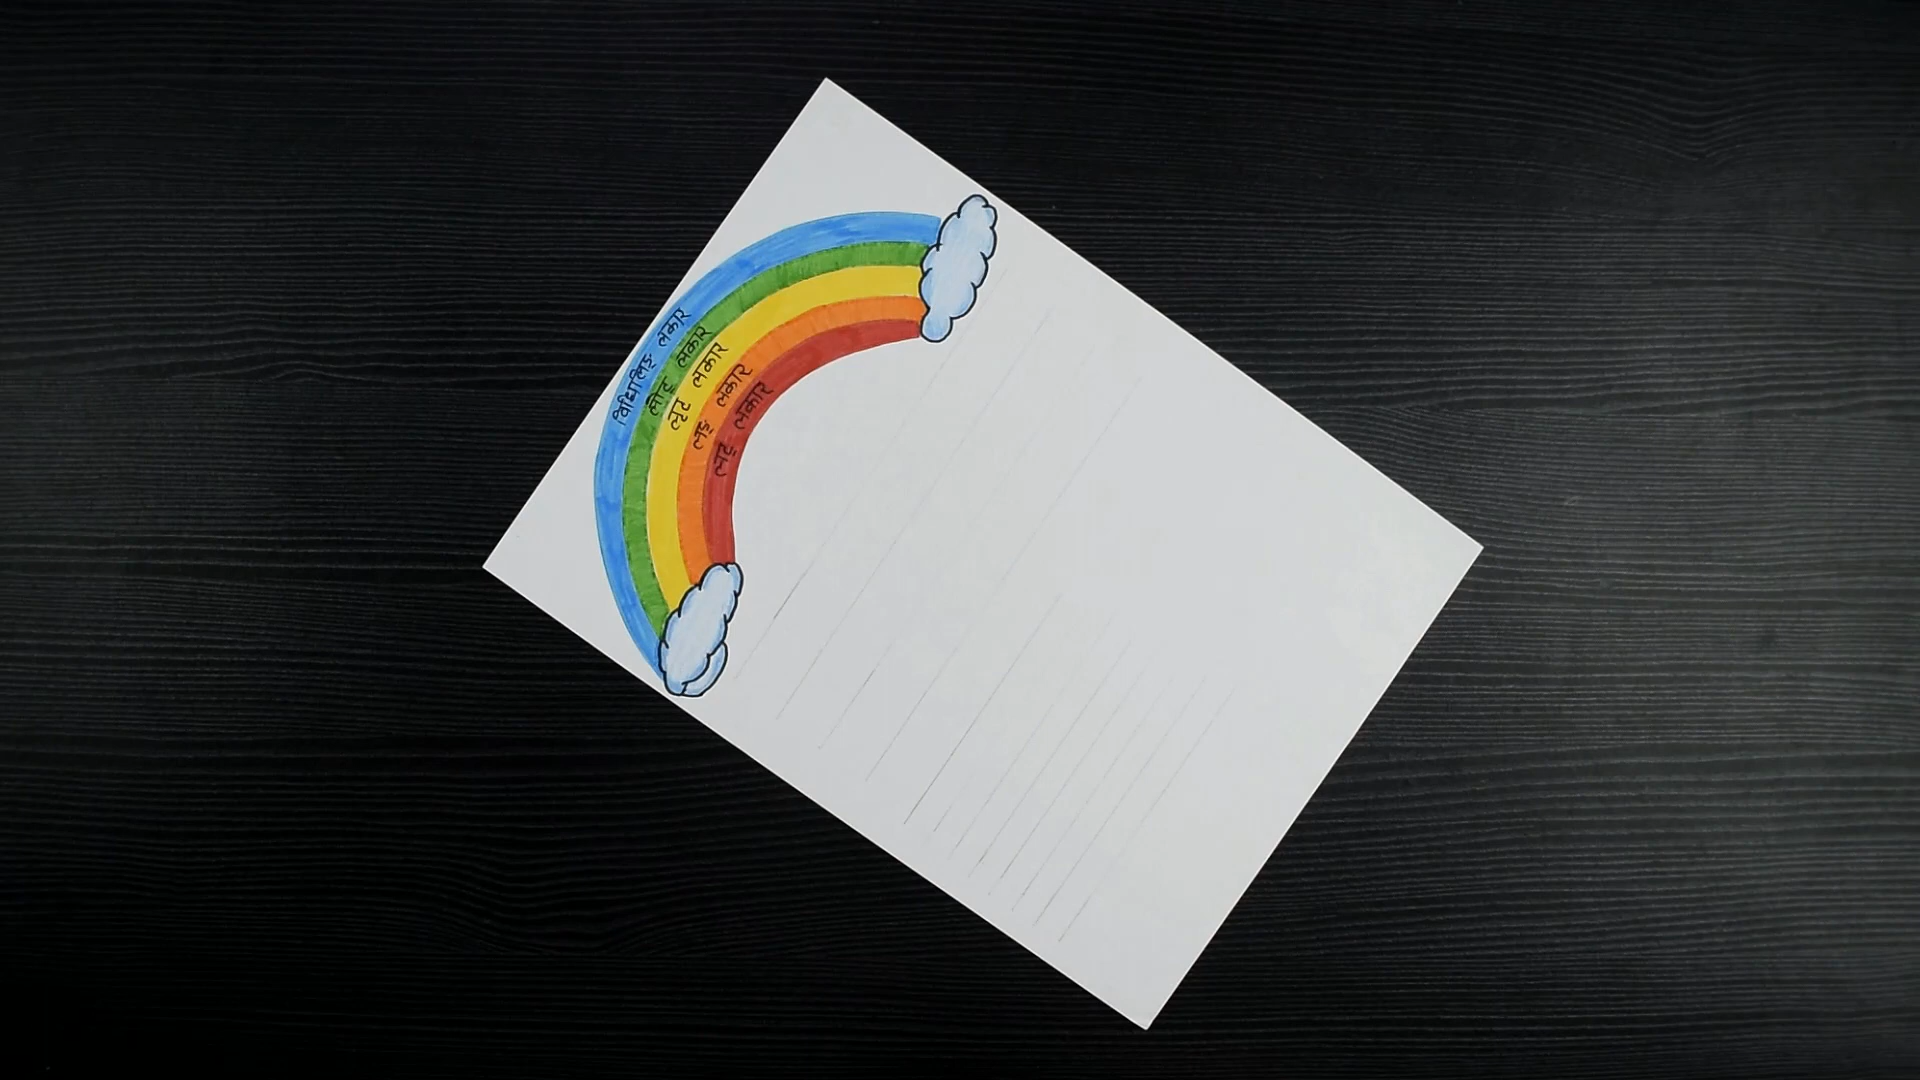 विधिलिङ् लकार
लोट् लकार
लृट् लकार
लङ् लकार
लट् लकार